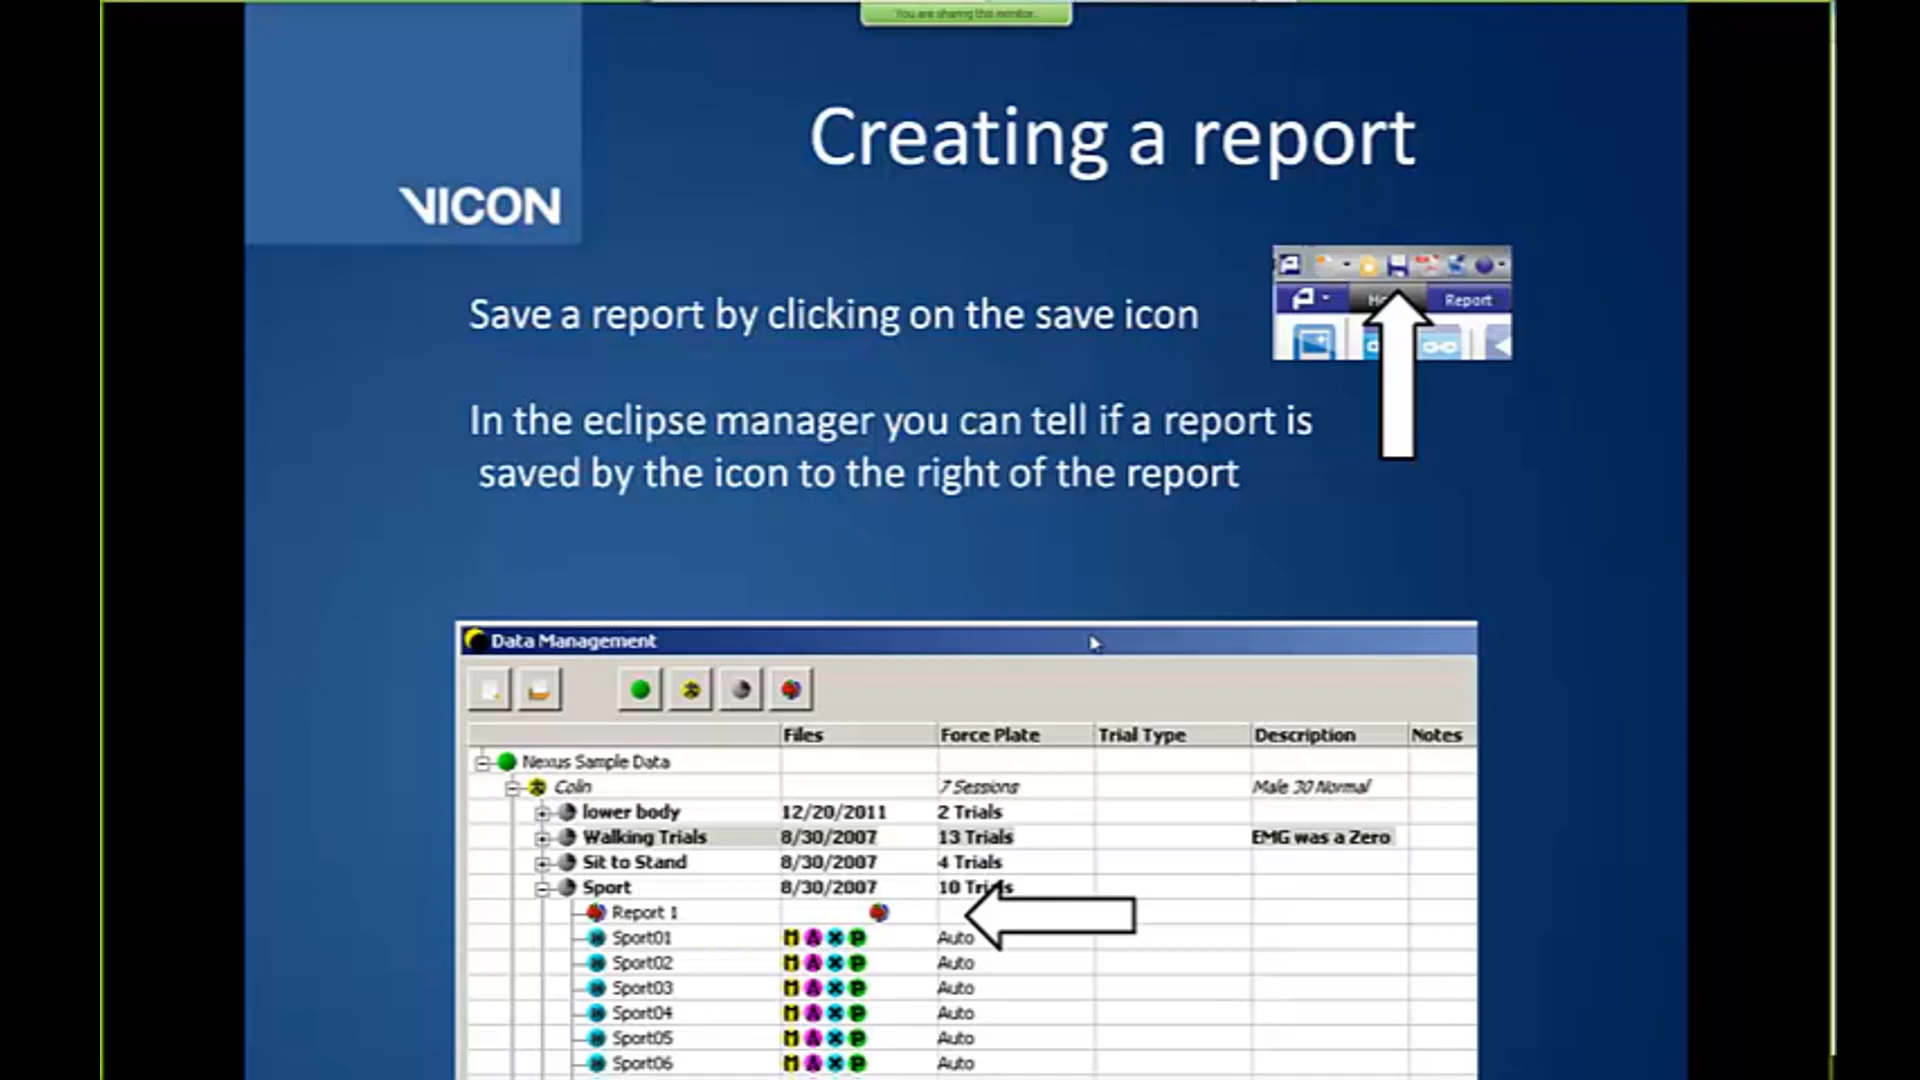 You are sharing this monitor.
Creating a report
VICON
Report
Save a report by clicking on the save icon
In the eclipse manager you can tell if a report is
saved by the icon to the right of the report
Data Management
Files Force Plate Trial Type Description Notes
Nexus Sample Data
Colin 7 Sessions Male 30 Normal
lower body 12/20/2011 2 Trials
Walking Trials 8/30/2007 13 Trials EMG was a Zero
Sit to Stand 8/30/2007 4 Trials
Sport 8/30/2007 10 Trials
Report 1
Sport01 M A X P Auto
Sport02 M A X P Auto
Sport03 M A X P Auto
Sport04 M A X P Auto
Sport05 M A X P Auto
Sport06 M A X P Auto